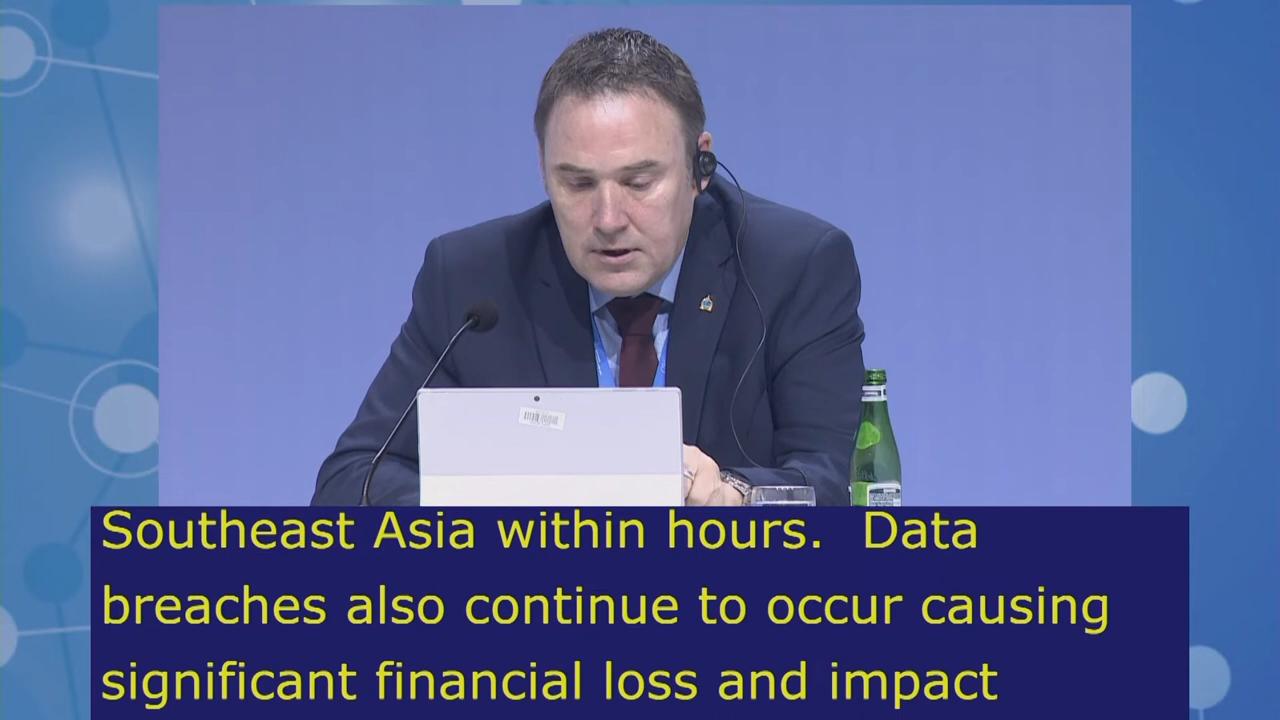 Southeast Asia within hours.  Data
breaches also continue to occur causing
significant financial loss and impact